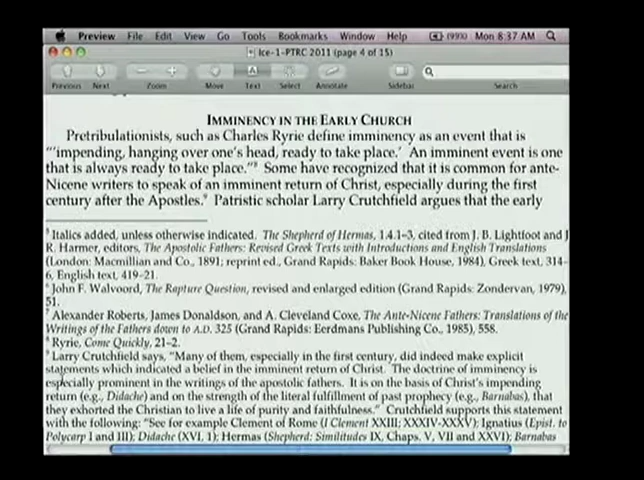 Preview File Edit View Go Tools Bookmarks Window Help (99%) Mon 8:37 AM
Ice-1-PTRC 2011 (page 4 of 15)
Previous Next Zoom Move Text Select Annotate Sidebar Search
IMMINENCY IN THE EARLY CHURCH
Pretribulationists, such as Charles Ryrie define imminency as an event that is
"'impending, hanging over one's head, ready to take place.' An imminent event is one
that is always ready to take place."8 Some have recognized that it is common for ante-
Nicene writers to speak of an imminent return of Christ, especially during the first
century after the Apostles.9 Patristic scholar Larry Crutchfield argues that the early
5 Italics added, unless otherwise indicated. The Shepherd of Hermas, 1.4.1–3, cited from J. B. Lightfoot and J
R. Harmer, editors, The Apostolic Fathers: Revised Greek Texts with Introductions and English Translations
(London: Macmillan and Co., 1891; reprint ed., Grand Rapids: Baker Book House, 1984), Greek text, 314–
6, English text, 419–21.
6 John F. Walvoord, The Rapture Question, revised and enlarged edition (Grand Rapids: Zondervan, 1979),
51.
7 Alexander Roberts, James Donaldson, and A. Cleveland Coxe, The Ante-Nicene Fathers: Translations of the
Writings of the Fathers down to A.D. 325 (Grand Rapids: Eerdmans Publishing Co., 1985), 558.
8 Ryrie, Come Quickly, 21–2.
9 Larry Crutchfield says, "Many of them, especially in the first century, did indeed make explicit
statements which indicated a belief in the imminent return of Christ. The doctrine of imminency is
especially prominent in the writings of the apostolic fathers. It is on the basis of Christ's impending
return (e.g., Didache) and on the strength of the literal fulfillment of past prophecy (e.g., Barnabas), that
they exhorted the Christian to live a life of purity and faithfulness." Crutchfield supports this statement
with the following: "See for example Clement of Rome (I Clement XXIII; XXXIV-XXXV); Ignatius (Epist. to
Polycarp I and III); Didache (XVI, 1); Hermas (Shepherd: Similitudes IX, Chaps. V, VII and XXVI); Barnabas